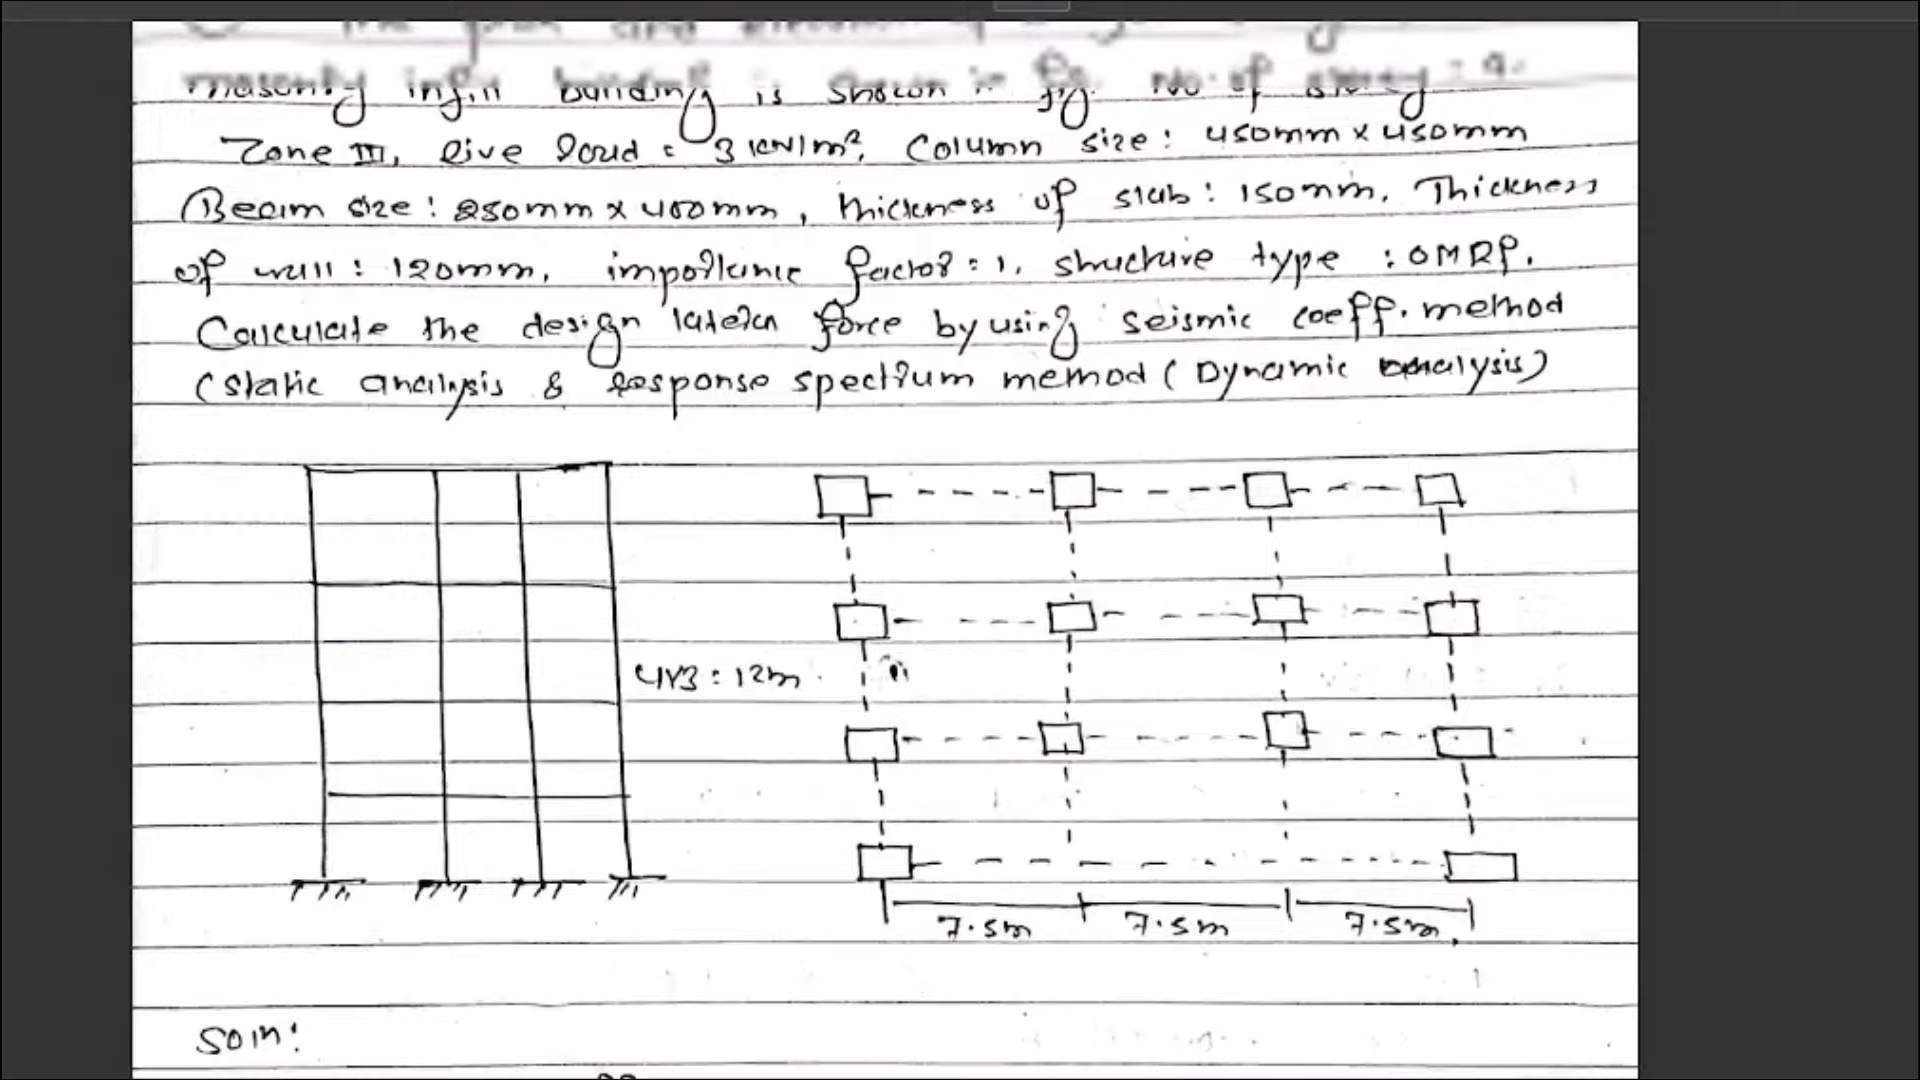 masonry infill building is shown in fig. No. of storey = 4.
Zone III, live load = 3 kN/m², Column size : 450mm x 450mm
Beam size : 250mm x 400mm, thickness of slab : 150mm. Thickness
of wall : 120mm, importance factor = 1, structure type : OMRF.
Calculate the design lateral force by using seismic coeff. method
(static analysis & response spectrum method (Dynamic analysis)
4x3 = 12m
7.5m 7.5m 7.5m
Soln: